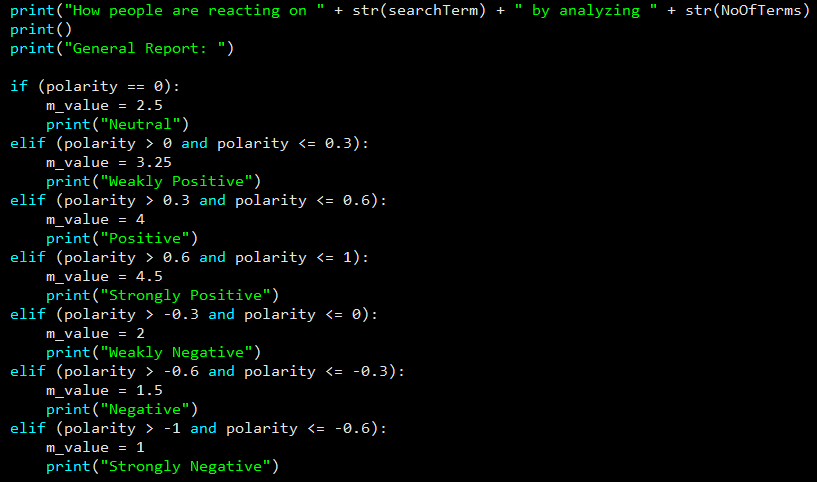 print("How people are reacting on " + str(searchTerm) + " by analyzing " + str(NoOfTerms)
print()
print("General Report: ")

if (polarity == 0):
    m_value = 2.5
    print("Neutral")
elif (polarity > 0 and polarity <= 0.3):
    m_value = 3.25
    print("Weakly Positive")
elif (polarity > 0.3 and polarity <= 0.6):
    m_value = 4
    print("Positive")
elif (polarity > 0.6 and polarity <= 1):
    m_value = 4.5
    print("Strongly Positive")
elif (polarity > -0.3 and polarity <= 0):
    m_value = 2
    print("Weakly Negative")
elif (polarity > -0.6 and polarity <= -0.3):
    m_value = 1.5
    print("Negative")
elif (polarity > -1 and polarity <= -0.6):
    m_value = 1
    print("Strongly Negative")